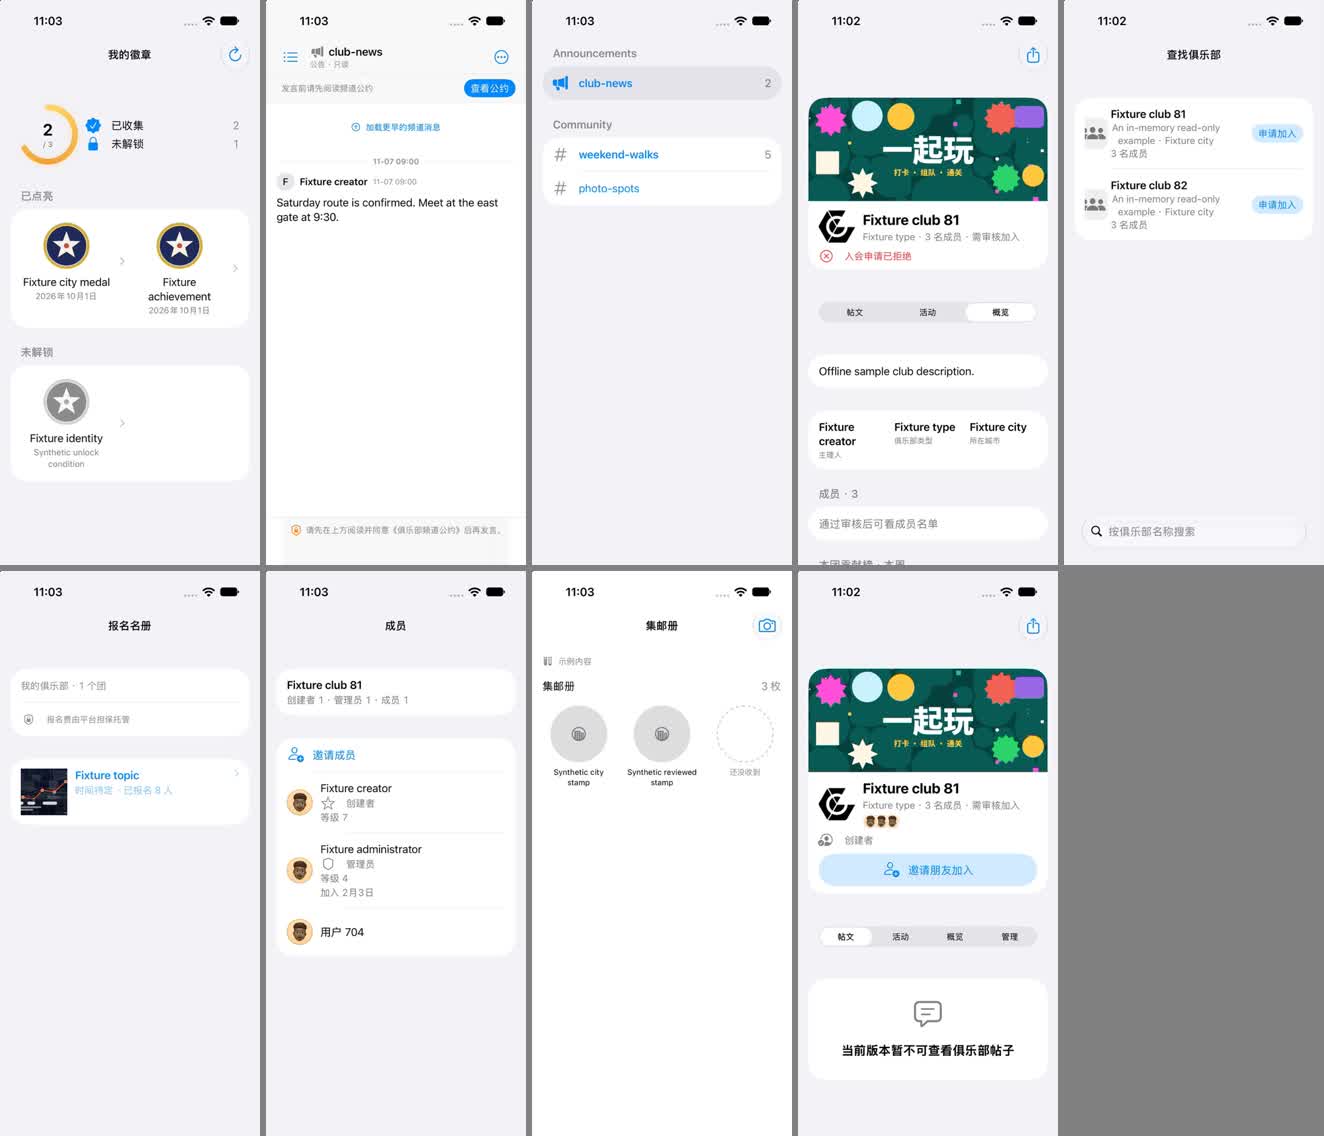 11:03
我的徽章
2
/ 3
已收集
2
未解锁
1
已点亮
Fixture city medal
2026年10月1日
Fixture
achievement
2026年10月1日
未解锁
Fixture identity
Synthetic unlock
condition
11:03
club-news
公告 · 只读
发言前请先阅读频道公约
查看公约
加载更早的频道消息
11-07 09:00
F
Fixture creator 11-07 09:00
Saturday route is confirmed. Meet at the east
gate at 9:30.
请先在上方阅读并同意《俱乐部频道公约》后再发言。
11:03
Announcements
club-news
2
Community
# weekend-walks
5
# photo-spots
11:02
一起玩
打卡 · 组队 · 通关
Fixture club 81
Fixture type · 3 名成员 · 需审核加入
入会申请已拒绝
帖文
活动
概览
Offline sample club description.
Fixture
creator
主理人
Fixture type
俱乐部类型
Fixture city
所在城市
成员 · 3
通过审核后可看成员名单
11:02
查找俱乐部
Fixture club 81
An in-memory read-only
example · Fixture city
3 名成员
申请加入
Fixture club 82
An in-memory read-only
example · Fixture city
3 名成员
申请加入
按俱乐部名称搜索
11:03
报名名册
我的俱乐部 · 1 个团
报名费由平台担保托管
Fixture topic
时间待定 · 已报名 8 人
11:03
成员
Fixture club 81
创建者 1 · 管理员 1 · 成员 1
邀请成员
Fixture creator
创建者
等级 7
Fixture administrator
管理员
等级 4
加入 2月3日
用户 704
11:03
集邮册
示例内容
集邮册
3 枚
Synthetic city
stamp
Synthetic reviewed
stamp
还没收到
11:02
一起玩
打卡 · 组队 · 通关
Fixture club 81
Fixture type · 3 名成员 · 需审核加入
创建者
邀请朋友加入
帖文
活动
概览
管理
当前版本暂不可查看俱乐部帖子